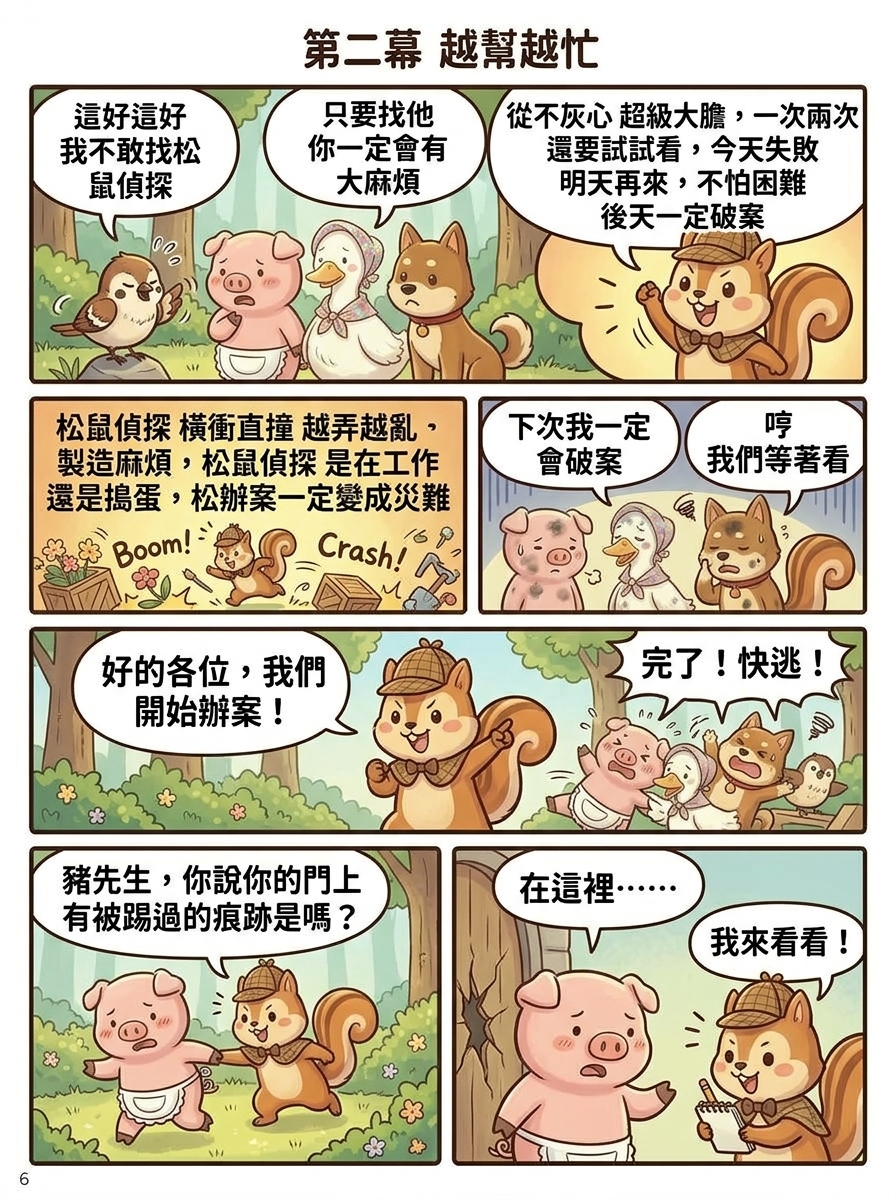 第二幕 越幫越忙
這好這好
我不敢找松
鼠偵探
只要找他
你一定會有
大麻煩
從不灰心 超級大膽，一次兩次
還要試試看，今天失敗
明天再來，不怕困難
後天一定破案
松鼠偵探 橫衝直撞 越弄越亂，
製造麻煩，松鼠偵探 是在工作
還是搗蛋，松辦案一定變成災難
Boom!
Crash!
下次我一定
會破案
哼
我們等著看
好的各位，我們
開始辦案！
完了！快逃！
豬先生，你說你的門上
有被踢過的痕跡是嗎？
在這裡……
我來看看！
6